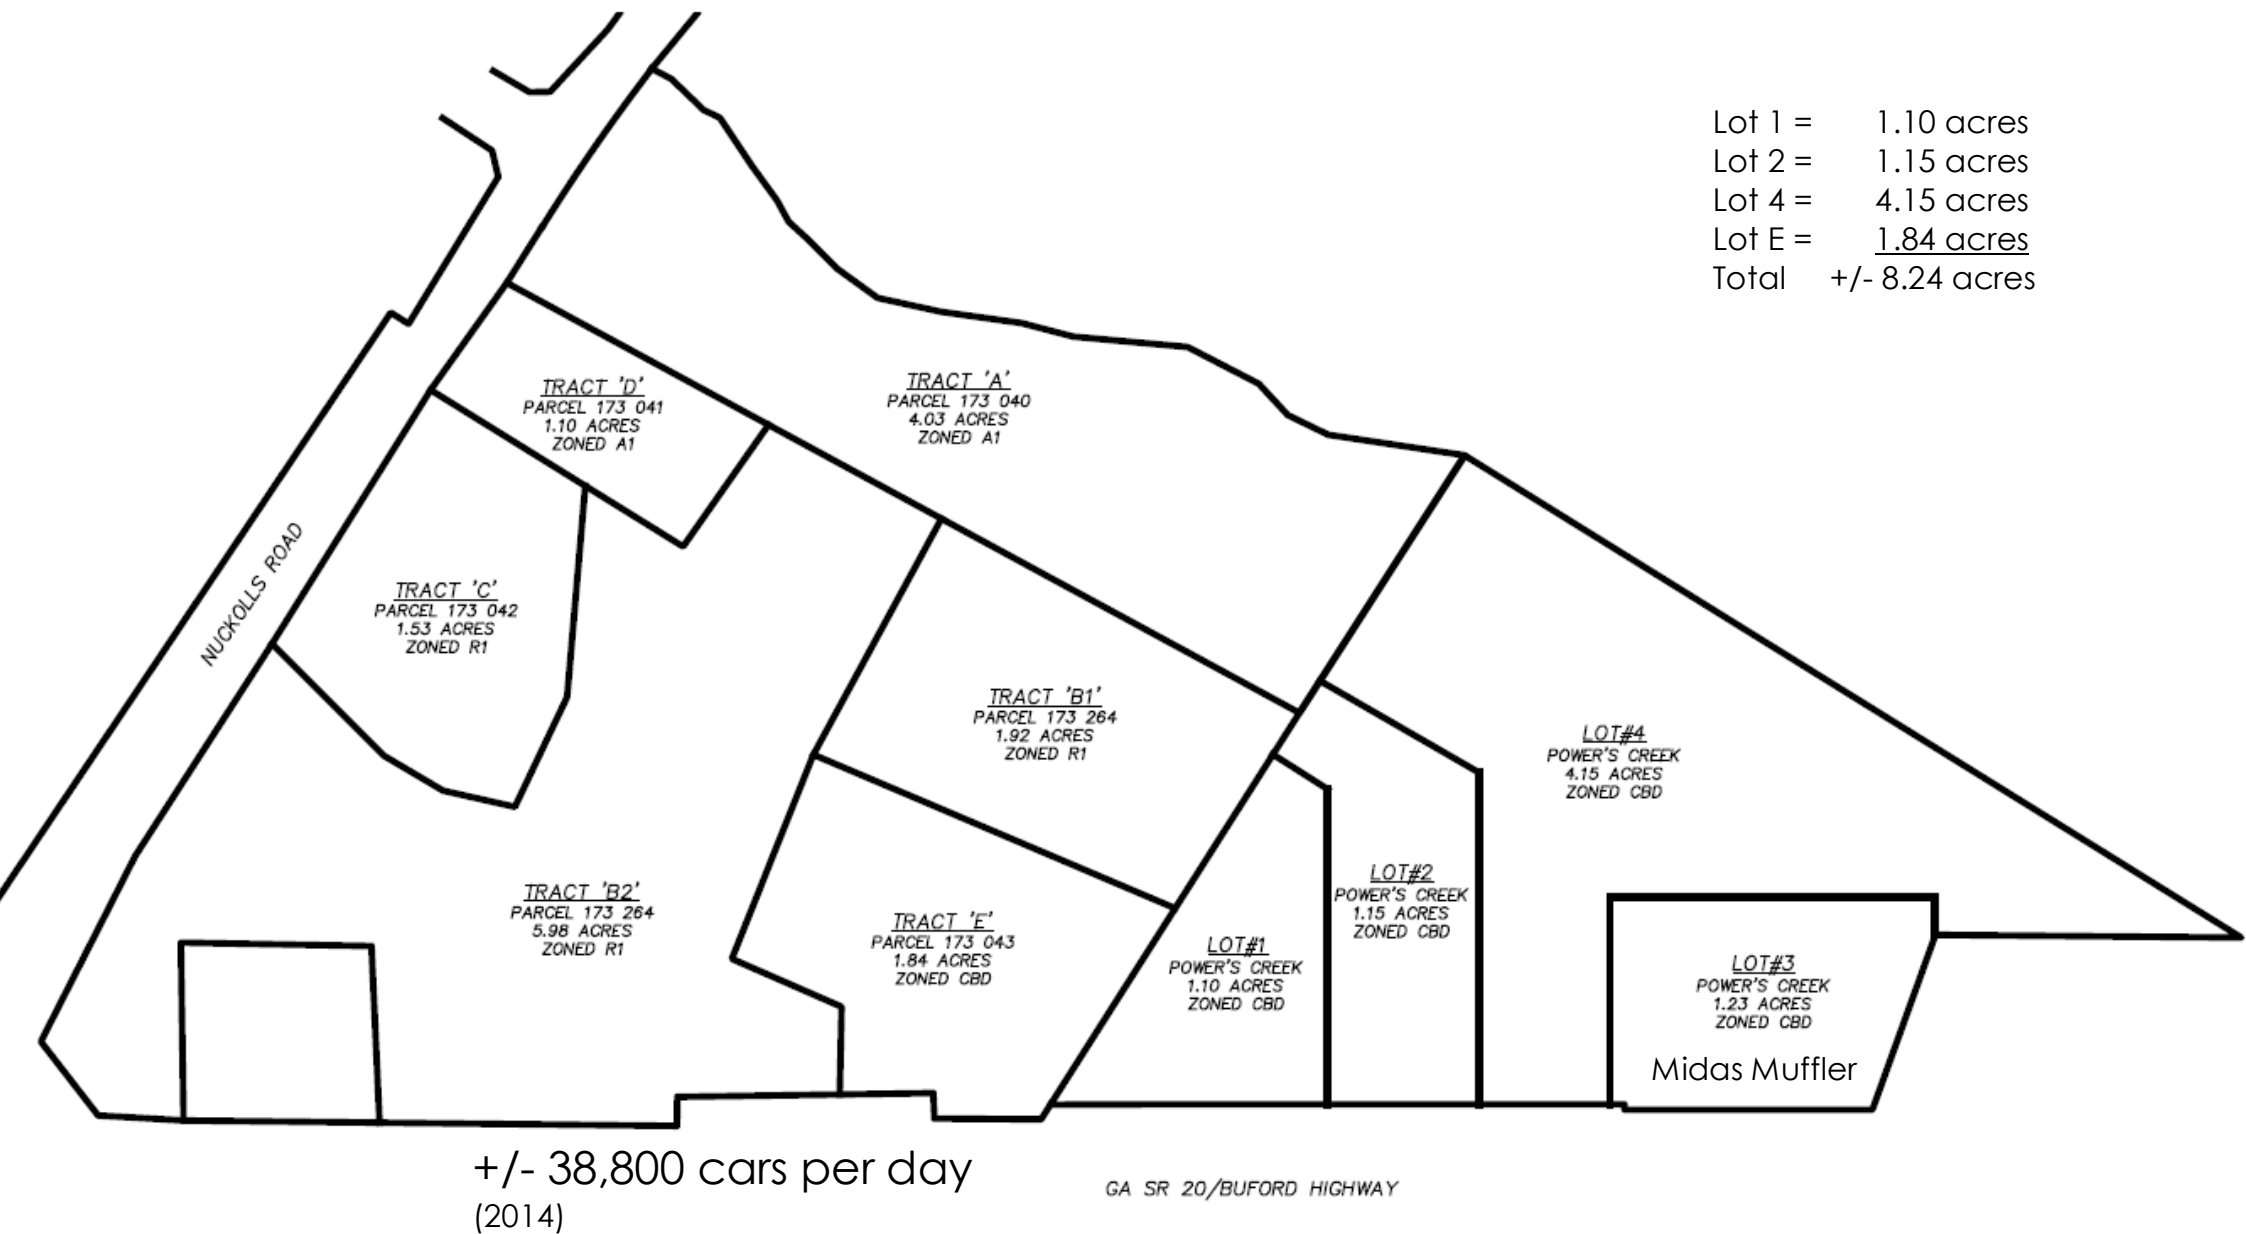 Lot 1 = 1.10 acres
Lot 2 = 1.15 acres
Lot 4 = 4.15 acres
Lot E = 1.84 acres
Total +/- 8.24 acres
TRACT 'D'
PARCEL 173 041
1.10 ACRES
ZONED A1
TRACT 'A'
PARCEL 173 040
4.03 ACRES
ZONED A1
NUCKOLLS ROAD
TRACT 'C'
PARCEL 173 042
1.53 ACRES
ZONED R1
TRACT 'B1'
PARCEL 173 264
1.92 ACRES
ZONED R1
LOT#4
POWER'S CREEK
4.15 ACRES
ZONED CBD
TRACT 'B2'
PARCEL 173 264
5.98 ACRES
ZONED R1
TRACT 'E'
PARCEL 173 043
1.84 ACRES
ZONED CBD
LOT#1
POWER'S CREEK
1.10 ACRES
ZONED CBD
LOT#2
POWER'S CREEK
1.15 ACRES
ZONED CBD
LOT#3
POWER'S CREEK
1.23 ACRES
ZONED CBD
Midas Muffler
+/- 38,800 cars per day
(2014)
GA SR 20/BUFORD HIGHWAY